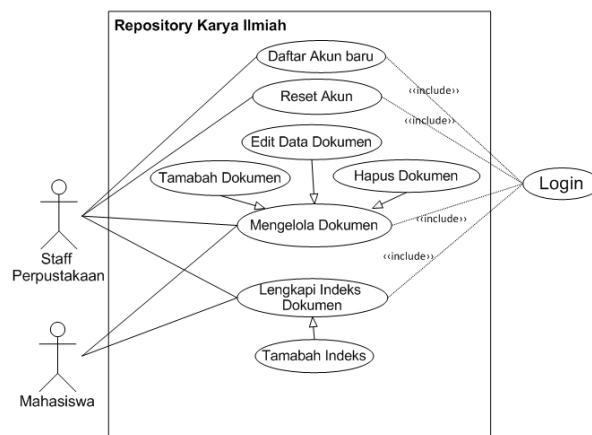 Repository Karya Ilmiah
Daftar Akun baru
‹‹include››
Reset Akun
‹‹include››
Edit Data Dokumen
Tamabah Dokumen
Hapus Dokumen
Login
Mengelola Dokumen
‹‹include››
Staff
Perpustakaan
‹‹include››
Lengkapi Indeks
Dokumen
Tamabah Indeks
Mahasiswa